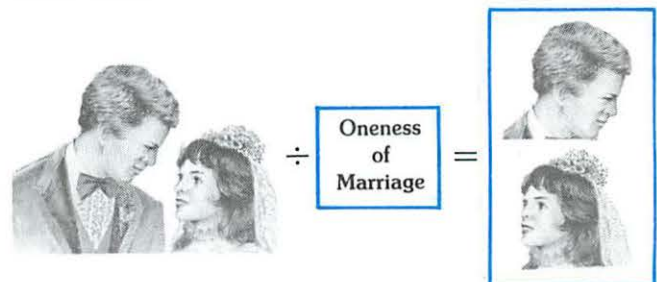 ÷ Oneness =
of
Marriage